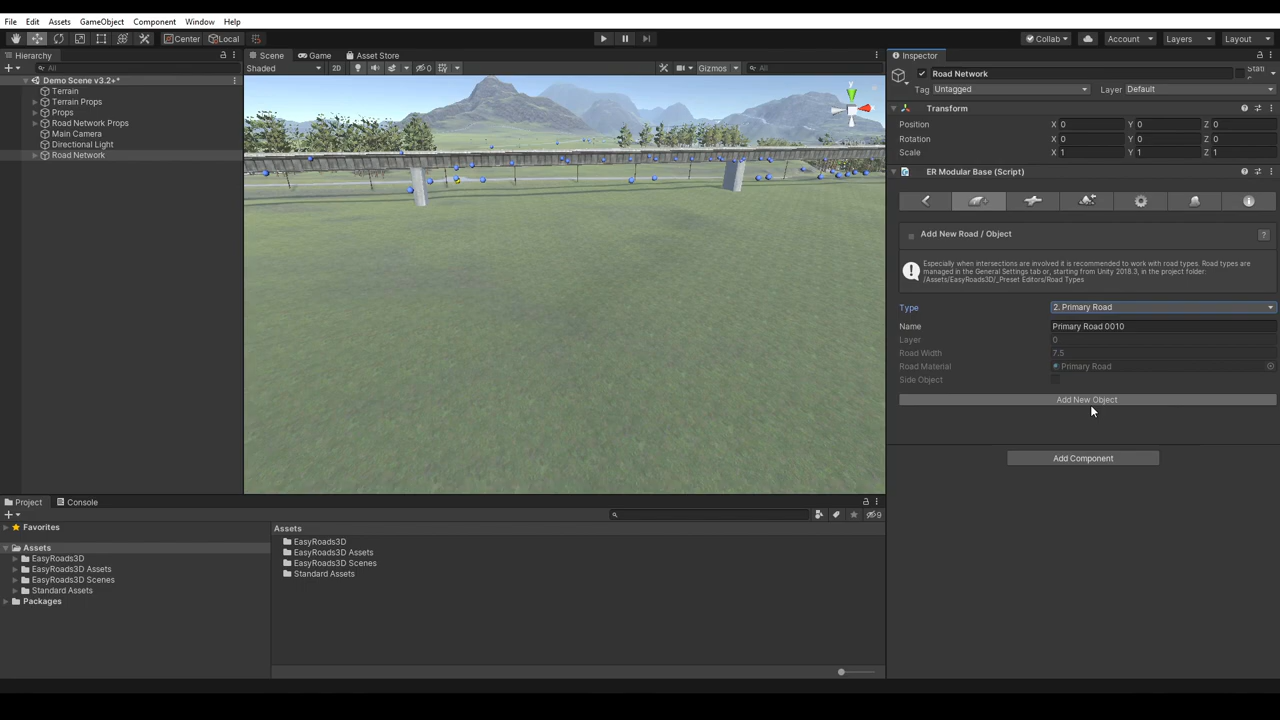 File Edit Assets GameObject Component Window Help
Center Local Collab Account Layers Layout
Hierarchy Scene Game Asset Store Inspector
All Shaded 2D 0 Gizmos All
Road Network
Tag Untagged Layer Default
Demo Scene v3.2+*
Terrain
Terrain Props
Props
Road Network Props
Main Camera
Directional Light
Road Network
y
Transform
Position X 0 Y 0 Z 0
Rotation X 0 Y 0 Z 0
Scale X 1 Y 1 Z 1
ER Modular Base (Script)
Add New Road / Object
Especially when intersections are involved it is recommended to work with road types. Road types are
managed in the General Settings tab or, starting from Unity 2018.3, in the project folder:
/Assets/EasyRoads3D/_Preset Editors/Road Types
Type 2. Primary Road
Name Primary Road 0010
Layer 0
Road Width 7.5
Road Material Primary Road
Side Object
Add New Object
Add Component
Project Console
9
Favorites
Assets
EasyRoads3D
EasyRoads3D Assets
EasyRoads3D Scenes
Standard Assets
Packages
Assets
EasyRoads3D
EasyRoads3D Assets
EasyRoads3D Scenes
Standard Assets